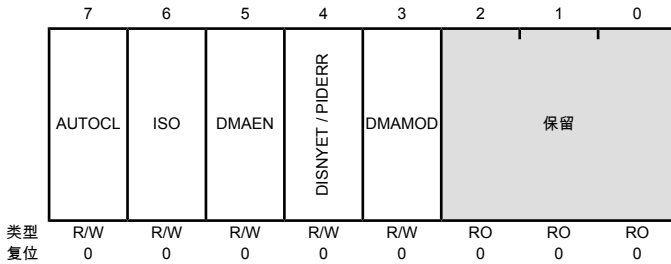 7 6 5 4 3 2 1 0
AUTOCL ISO DMAEN DISNYET / PIDERR DMAMOD 保留
类型 R/W R/W R/W R/W R/W RO RO RO
复位 0 0 0 0 0 0 0 0